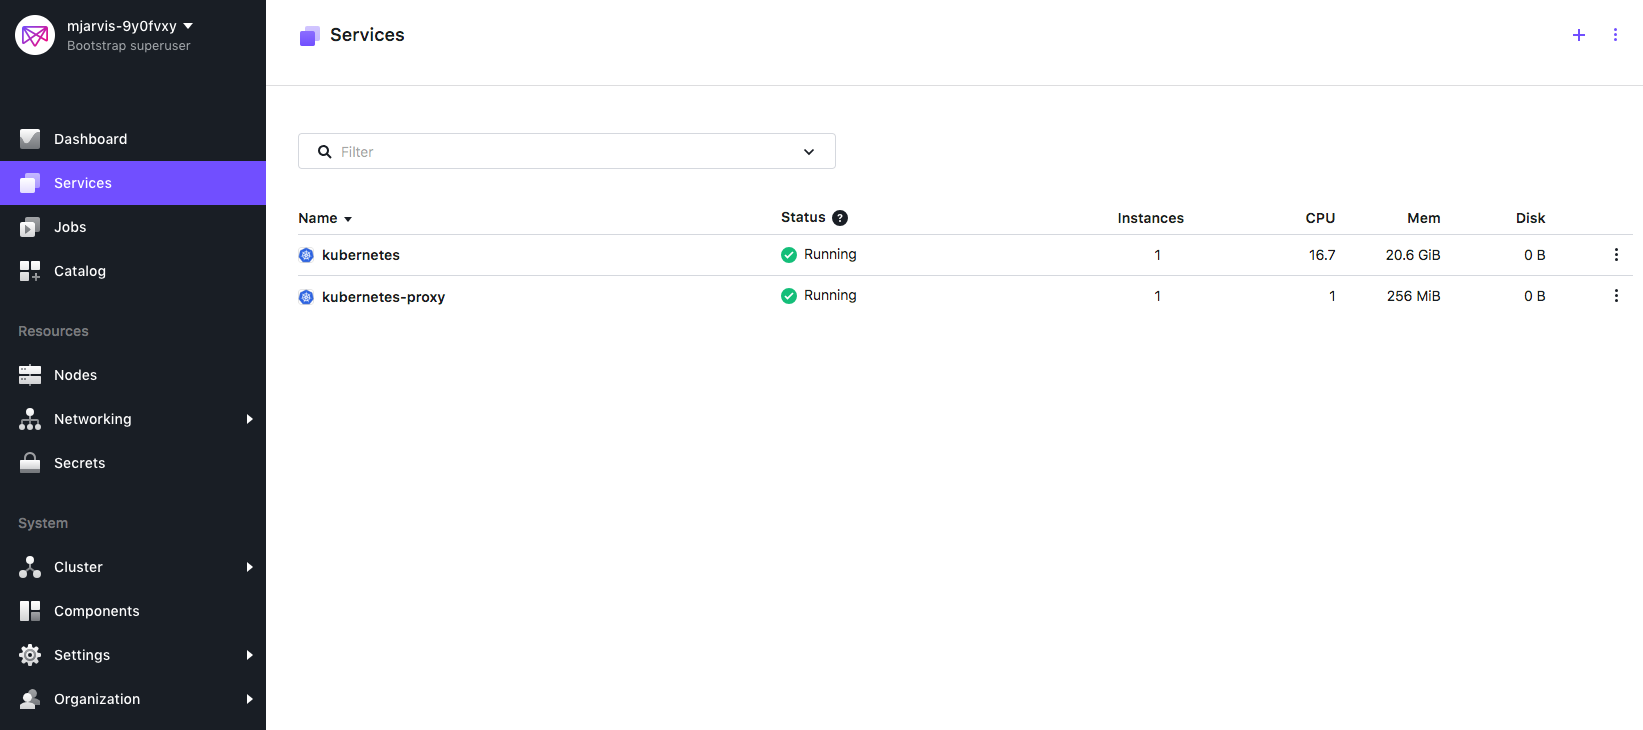 mjarvis-9y0fvxy
Bootstrap superuser
Dashboard
Services
Jobs
Catalog
Resources
Nodes
Networking
Secrets
System
Cluster
Components
Settings
Organization
Services
Filter
Name Status ? Instances CPU Mem Disk
kubernetes Running 1 16.7 20.6 GiB 0 B
kubernetes-proxy Running 1 1 256 MiB 0 B